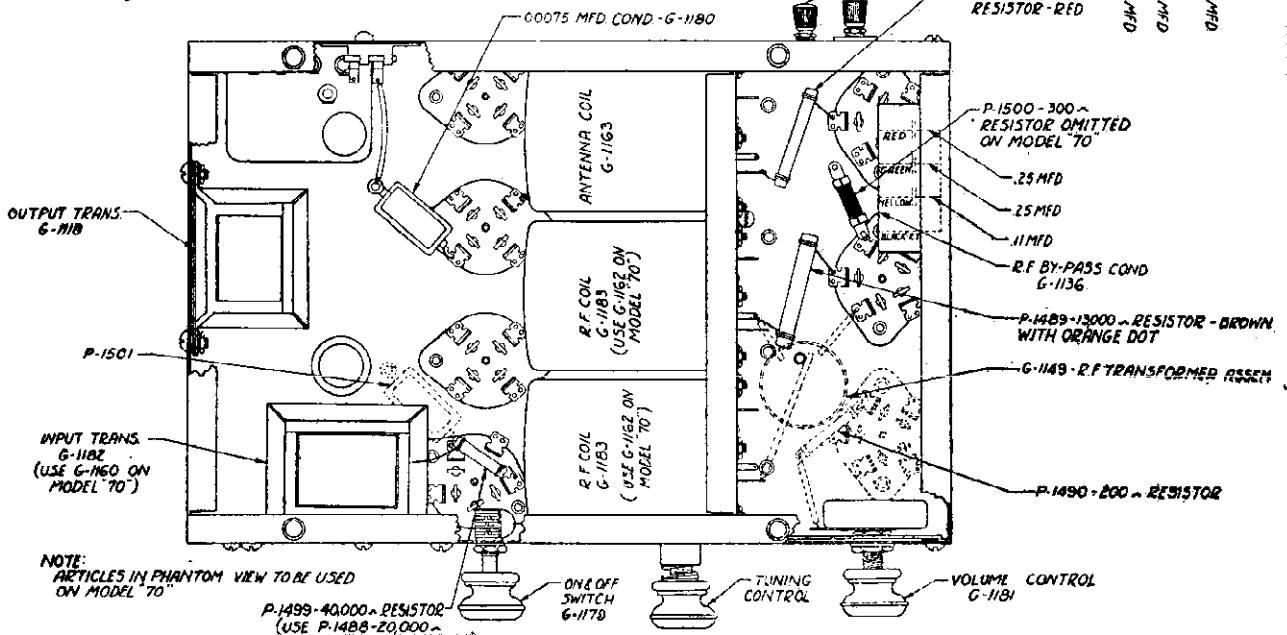 .00075 MFD. COND. - G-1180
RESISTOR - RED
MFD
MFD
MFD
P-1500 - 300 ~
RESISTOR OMITTED
ON MODEL "70"
.25 MFD
.25 MFD
.11 MFD
R.F. BY-PASS COND
G-1136
P-1489 - 13000 ~ RESISTOR - BROWN
WITH ORANGE DOT
G-1149 - R.F. TRANSFORMER ASSEM
P-1490 - 200 ~ RESISTOR
VOLUME CONTROL
G-1181
TUNING
CONTROL
ON & OFF
SWITCH
G-1179
P-1499 - 40,000 ~ RESISTOR
(USE P-1488 - 20,000 ~
NOTE:
ARTICLES IN PHANTOM VIEW TO BE USED
ON MODEL "70"
INPUT TRANS.
G-1182
(USE G-1160 ON
MODEL "70")
P-1501
OUTPUT TRANS.
G-1118
ANTENNA COIL
G-1163
R.F. COIL
G-1183
(USE G-1162 ON
MODEL "70")
R.F. COIL
G-1183
(USE G-1162 ON
MODEL "70")
RED
GREEN
YELLOW